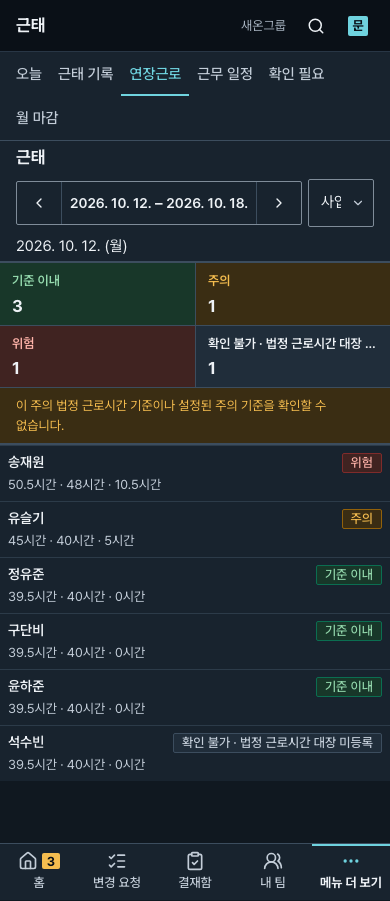 근태
새온그룹
문
오늘
근태 기록
연장근로
근무 일정
확인 필요
월 마감
근태
2026. 10. 12. – 2026. 10. 18.
2026. 10. 12. (월)
기준 이내
3
주의
1
위험
1
확인 불가 · 법정 근로시간 대장 ...
1
이 주의 법정 근로시간 기준이나 설정된 주의 기준을 확인할 수
없습니다.
송재원
위험
50.5시간 · 48시간 · 10.5시간
유슬기
주의
45시간 · 40시간 · 5시간
정유준
기준 이내
39.5시간 · 40시간 · 0시간
구단비
기준 이내
39.5시간 · 40시간 · 0시간
윤하준
기준 이내
39.5시간 · 40시간 · 0시간
석수빈
확인 불가 · 법정 근로시간 대장 미등록
39.5시간 · 40시간 · 0시간
3
홈
변경 요청
결재함
내 팀
메뉴 더 보기